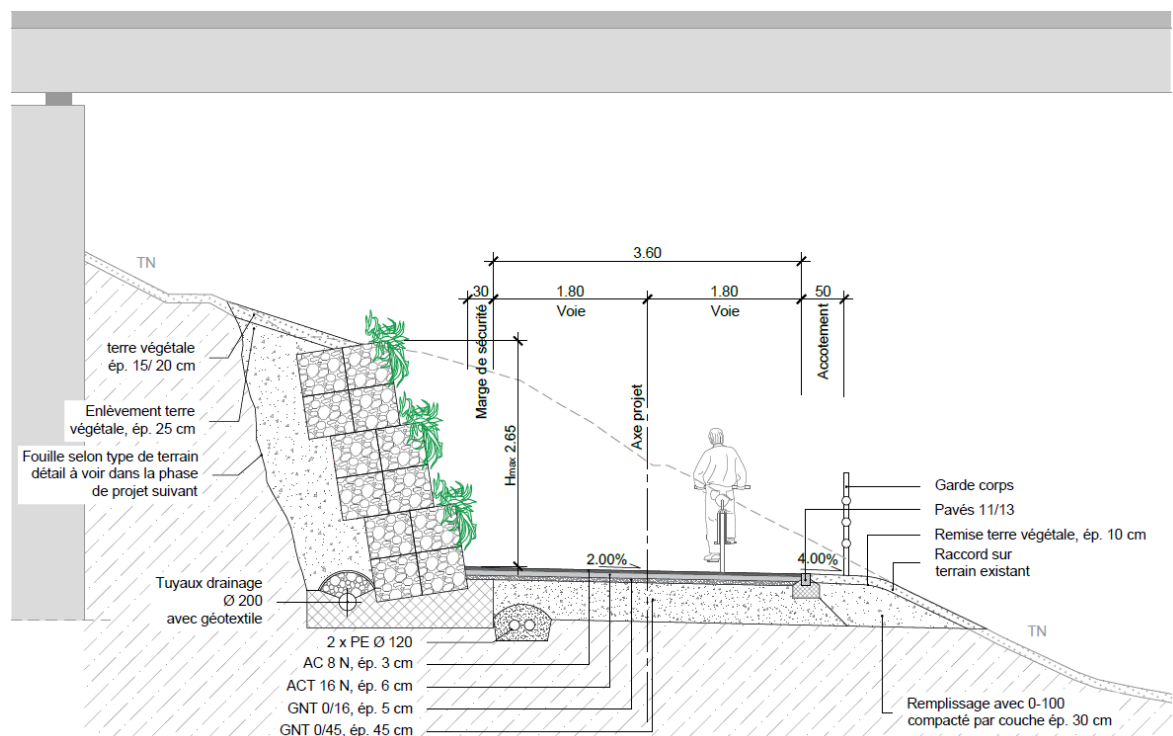 TN
3.60
30
1.80
1.80
50
Voie
Voie
Marge de sécurité
Accotement
Axe projet
Hmax 2.65
terre végétale
ép. 15/ 20 cm
Enlèvement terre
végétale, ép. 25 cm
Fouille selon type de terrain
détail à voir dans la phase
de projet suivant
Garde corps
Pavés 11/13
Remise terre végétale, ép. 10 cm
Raccord sur
terrain existant
2.00%
4.00%
Tuyaux drainage
Ø 200
avec géotextile
TN
2 x PE Ø 120
AC 8 N, ép. 3 cm
ACT 16 N, ép. 6 cm
GNT 0/16, ép. 5 cm
GNT 0/45, ép. 45 cm
Remplissage avec 0-100
compacté par couche ép. 30 cm